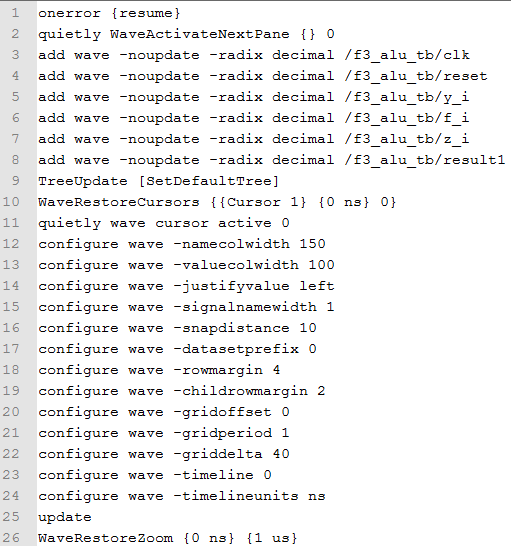 1 onerror {resume}
2 quietly WaveActivateNextPane {} 0
3 add wave -noupdate -radix decimal /f3_alu_tb/clk
4 add wave -noupdate -radix decimal /f3_alu_tb/reset
5 add wave -noupdate -radix decimal /f3_alu_tb/y_i
6 add wave -noupdate -radix decimal /f3_alu_tb/f_i
7 add wave -noupdate -radix decimal /f3_alu_tb/z_i
8 add wave -noupdate -radix decimal /f3_alu_tb/result1
9 TreeUpdate [SetDefaultTree]
10 WaveRestoreCursors {{Cursor 1} {0 ns} 0}
11 quietly wave cursor active 0
12 configure wave -namecolwidth 150
13 configure wave -valuecolwidth 100
14 configure wave -justifyvalue left
15 configure wave -signalnamewidth 1
16 configure wave -snapdistance 10
17 configure wave -datasetprefix 0
18 configure wave -rowmargin 4
19 configure wave -childrowmargin 2
20 configure wave -gridoffset 0
21 configure wave -gridperiod 1
22 configure wave -griddelta 40
23 configure wave -timeline 0
24 configure wave -timelineunits ns
25 update
26 WaveRestoreZoom {0 ns} {1 us}